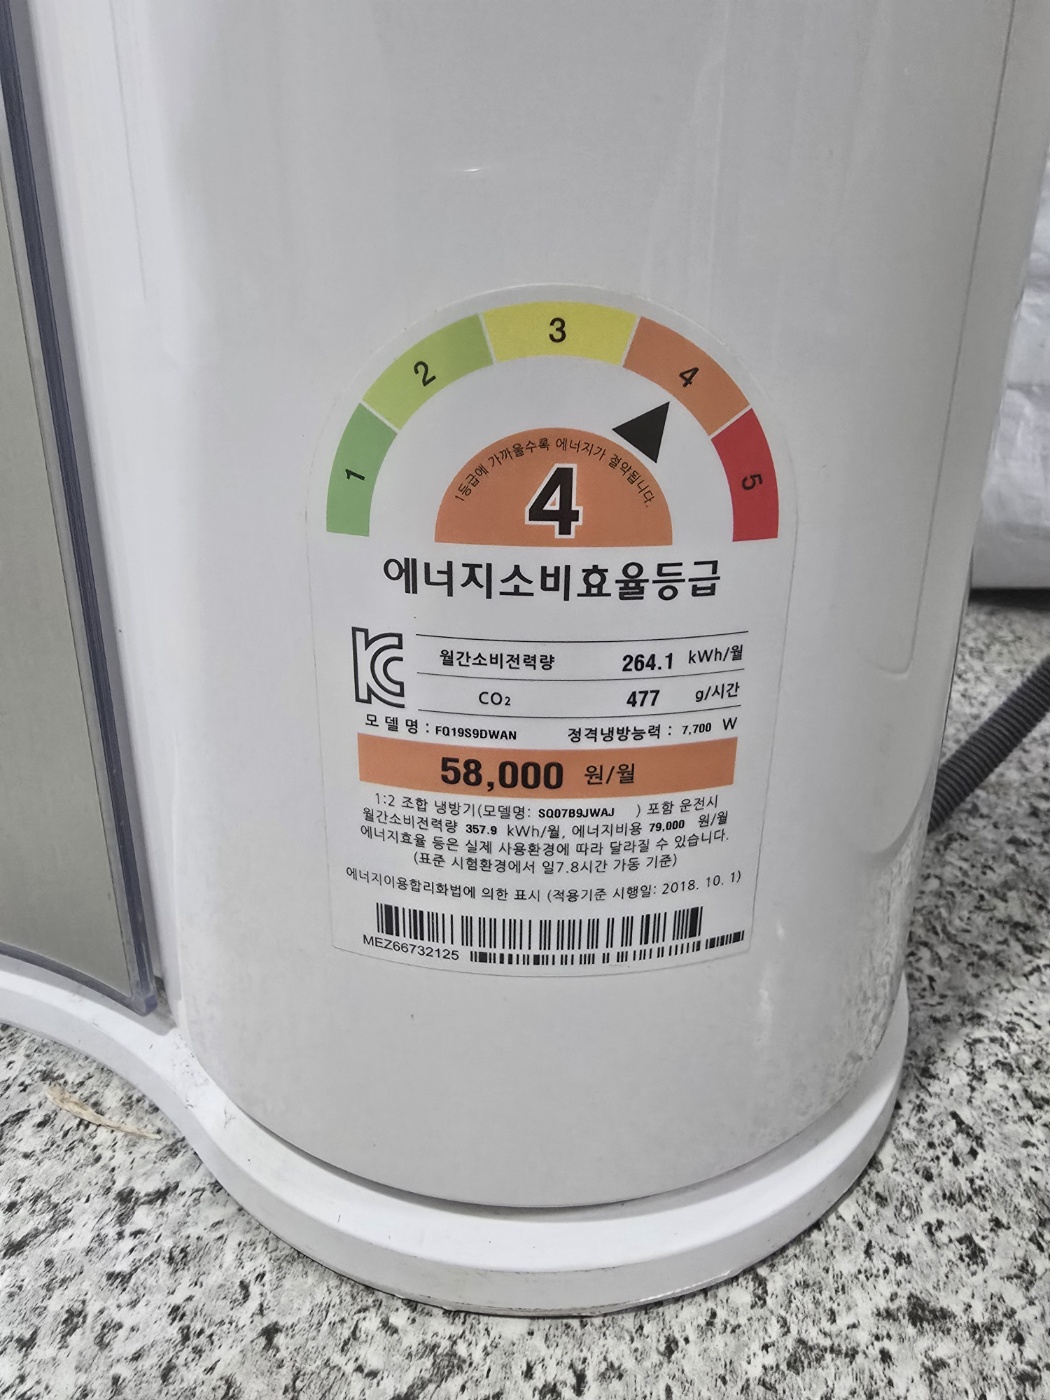 1
2
3
4
5
1등급에 가까울수록 에너지가 절약됩니다.
4
에너지소비효율등급
월간소비전력량 264.1 kWh/월
CO₂ 477 g/시간
모델명 : FQ19S9DWAN 정격냉방능력 : 7,700 W
58,000 원/월
1:2 조합 냉방기(모델명: SQ07B9JWAJ ) 포함 운전시
월간소비전력량 357.9 kWh/월, 에너지비용 79,000 원/월
에너지효율 등은 실제 사용환경에 따라 달라질 수 있습니다.
(표준 시험환경에서 일7.8시간 가동 기준)
에너지이용합리화법에 의한 표시 (적용기준 시행일: 2018. 10. 1)
MEZ66732125